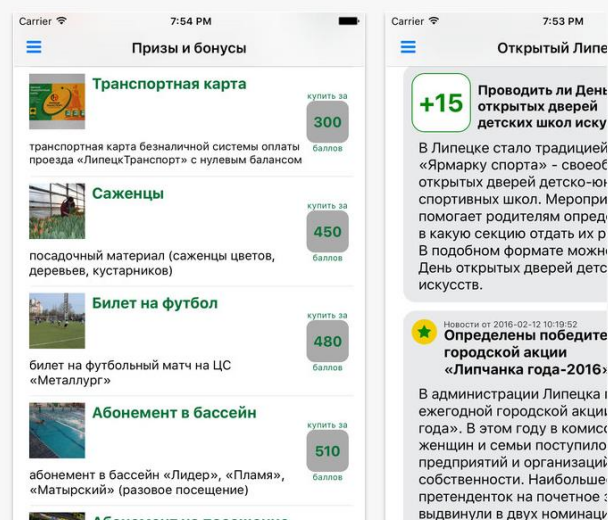 Carrier 7:54 PM
Призы и бонусы
Транспортная карта
купить за
300
баллов
транспортная карта безналичной системы оплаты
проезда «ЛипецкТранспорт» с нулевым балансом
Саженцы
купить за
450
баллов
посадочный материал (саженцы цветов,
деревьев, кустарников)
Билет на футбол
купить за
480
баллов
билет на футбольный матч на ЦС
«Металлург»
Абонемент в бассейн
купить за
510
баллов
абонемент в бассейн «Лидер», «Пламя»,
«Матырский» (разовое посещение)
Carrier 7:53 PM
Открытый Липе
+15
Проводить ли День
открытых дверей
детских школ иску
В Липецке стало традицией
«Ярмарку спорта» - своеоб
открытых дверей детско-юн
спортивных школ. Меропри
помогает родителям опред
в какую секцию отдать их р
В подобном формате можно
День открытых дверей детс
искусств.
Новости от 2016-02-12 10:19:52
Определены победите
городской акции
«Липчанка года-2016»
В администрации Липецка п
ежегодной городской акции
года». В этом году в комисс
женщин и семьи поступило
предприятий и организаций
собственности. Наибольшее
претенденток на почетное з
выдвинули в двух номинаци